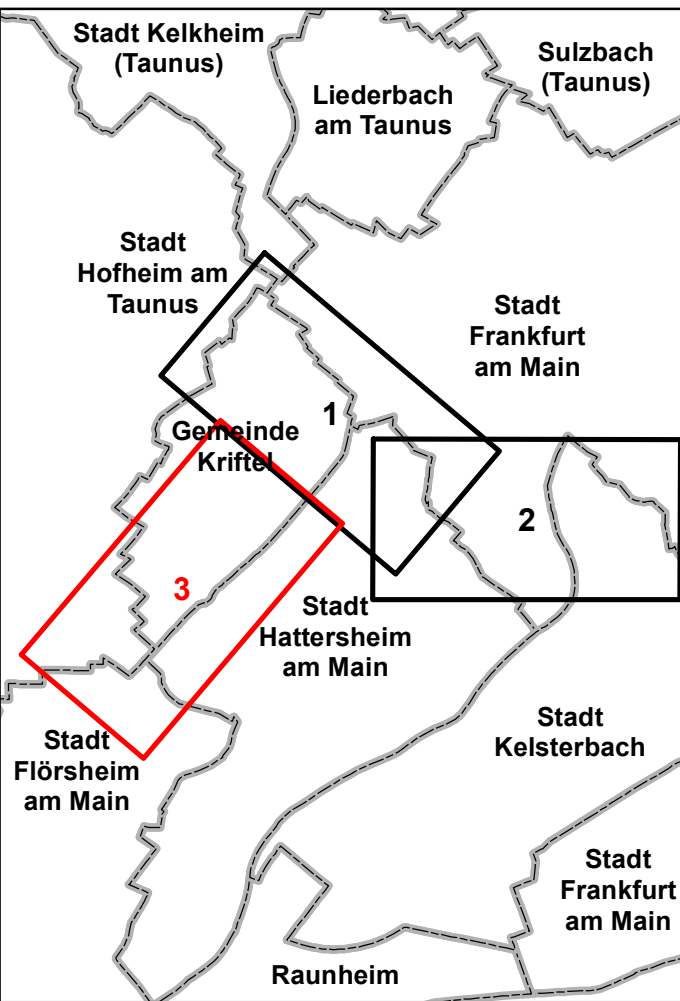 Stadt Kelkheim
(Taunus)
Sulzbach
(Taunus)
Liederbach
am Taunus
Stadt
Hofheim am
Taunus
Stadt
Frankfurt
am Main
1
Gemeinde
Kriftel
2
3
Stadt
Hattersheim
am Main
Stadt
Kelsterbach
Stadt
Flörsheim
am Main
Stadt
Frankfurt
am Main
Raunheim